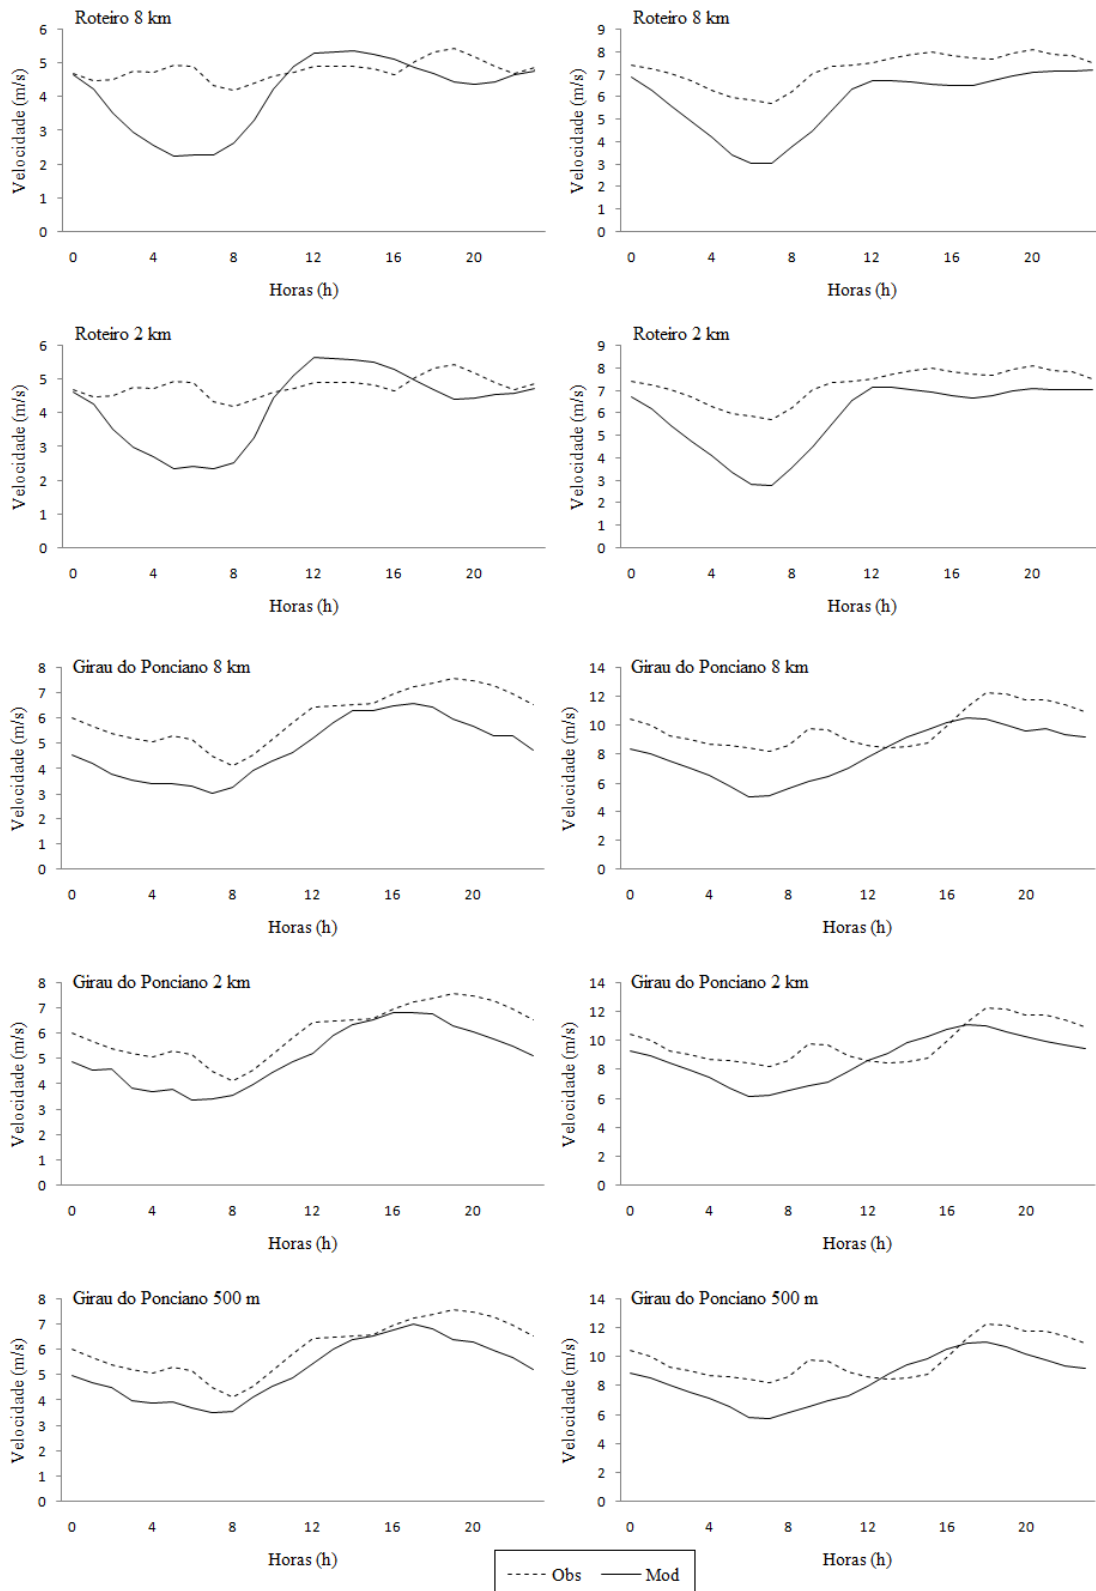 Roteiro 8 km
Velocidade (m/s)
6
5
4
3
2
1
0
0 4 8 12 16 20
Horas (h)
Roteiro 8 km
Velocidade (m/s)
9
8
7
6
5
4
3
2
1
0
0 4 8 12 16 20
Horas (h)
Roteiro 2 km
Velocidade (m/s)
6
5
4
3
2
1
0
0 4 8 12 16 20
Horas (h)
Roteiro 2 km
Velocidade (m/s)
9
8
7
6
5
4
3
2
1
0
0 4 8 12 16 20
Horas (h)
Girau do Ponciano 8 km
Velocidade (m/s)
8
7
6
5
4
3
2
1
0
0 4 8 12 16 20
Horas (h)
Girau do Ponciano 8 km
Velocidade (m/s)
14
12
10
8
6
4
2
0
0 4 8 12 16 20
Horas (h)
Girau do Ponciano 2 km
Velocidade (m/s)
8
7
6
5
4
3
2
1
0
0 4 8 12 16 20
Horas (h)
Girau do Ponciano 2 km
Velocidade (m/s)
14
12
10
8
6
4
2
0
0 4 8 12 16 20
Horas (h)
Girau do Ponciano 500 m
Velocidade (m/s)
8
7
6
5
4
3
2
1
0
0 4 8 12 16 20
Horas (h)
Girau do Ponciano 500 m
Velocidade (m/s)
14
12
10
8
6
4
2
0
0 4 8 12 16 20
Horas (h)
Obs Mod